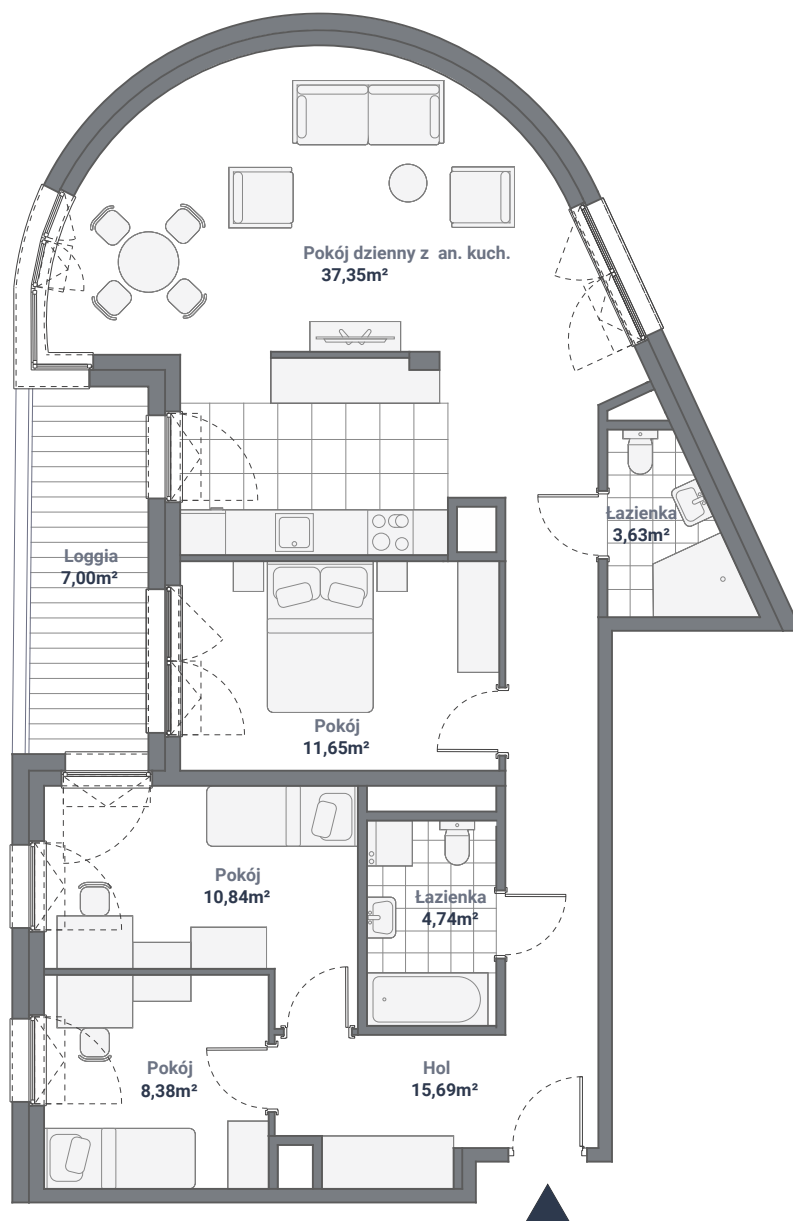 Pokój dzienny z an. kuch.
37,35m²
Łazienka
3,63m²
Loggia
7,00m²
Pokój
11,65m²
Pokój
10,84m²
Łazienka
4,74m²
Pokój
8,38m²
Hol
15,69m²